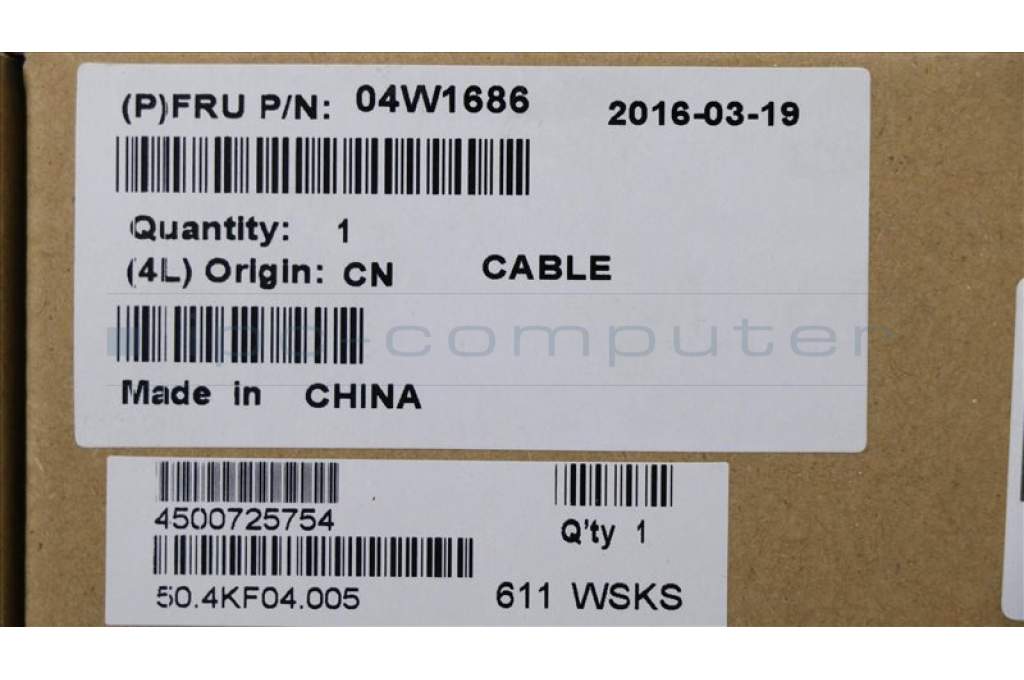 (P)FRU P/N: 04W1686 2016-03-19
Quantity: 1
(4L) Origin: CN CABLE
ipc-computer
Made in CHINA
4500725754
Q'ty 1
50.4KF04.005 611 WSKS